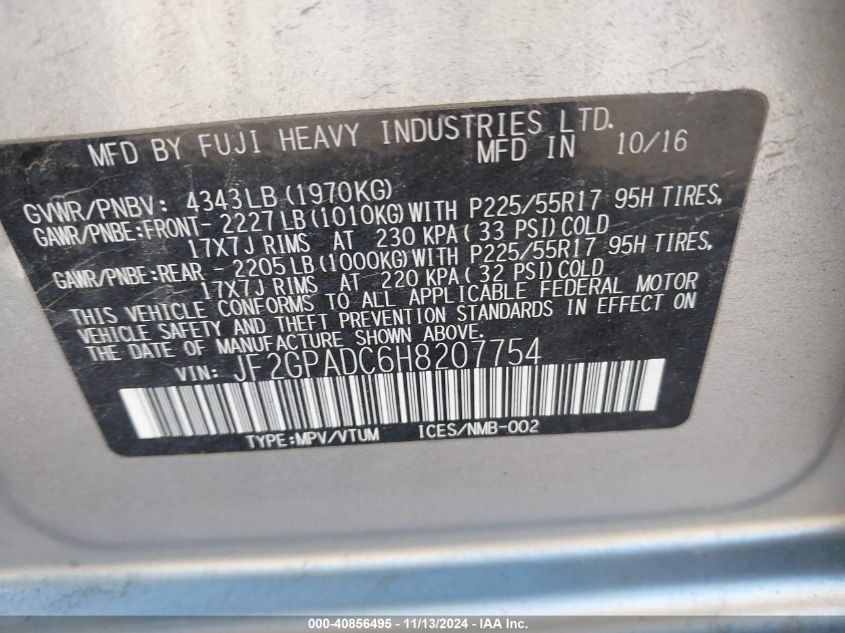 MFD BY FUJI HEAVY INDUSTRIES LTD.
MFD IN 10/16
GVWR/PNBV: 4343LB(1970KG)
GAWR/PNBE:FRONT- 2227LB(1010KG)WITH P225/55R17 95H TIRES,
17X7J RIMS AT 230 KPA( 33 PSI)COLD
GAWR/PNBE:REAR - 2205LB(1000KG)WITH P225/55R17 95H TIRES,
17X7J RIMS AT 220 KPA( 32 PSI)COLD
THIS VEHICLE CONFORMS TO ALL APPLICABLE FEDERAL MOTOR
VEHICLE SAFETY AND THEFT PREVENTION STANDARDS IN EFFECT ON
THE DATE OF MANUFACTURE SHOWN ABOVE.
VIN: JF2GPADC6H8207754
TYPE:MPV/VTUM ICES/NMB-002
000-40856495 - 11/13/2024 - IAA, Inc.